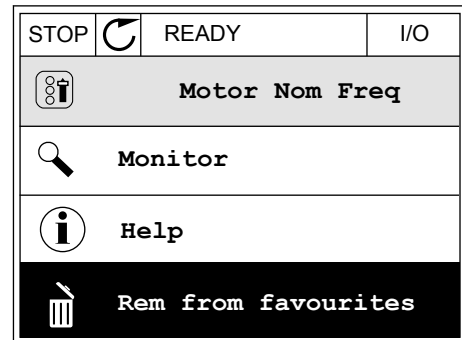 STOP READY I/O
Motor Nom Freq
Monitor
Help
Rem from favourites